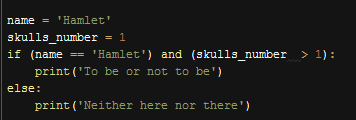 name = 'Hamlet'
skulls_number = 1
if (name == 'Hamlet') and (skulls_number > 1):
    print('To be or not to be')
else:
    print('Neither here nor there')